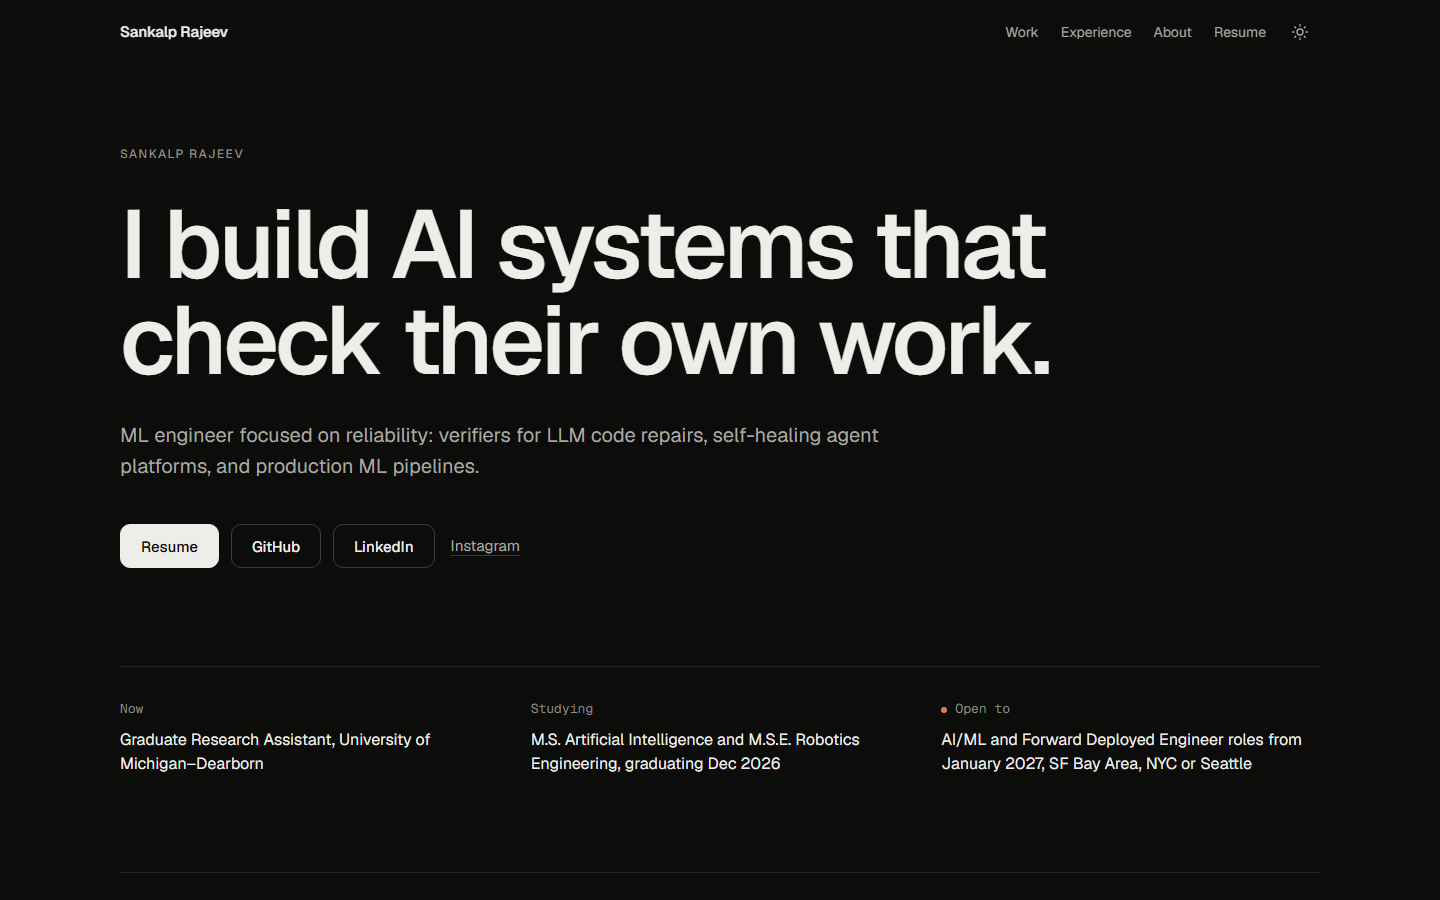 Sankalp Rajeev
Work Experience About Resume
SANKALP RAJEEV
I build AI systems that
check their own work.
ML engineer focused on reliability: verifiers for LLM code repairs, self-healing agent
platforms, and production ML pipelines.
Resume GitHub LinkedIn Instagram
Now
Graduate Research Assistant, University of
Michigan–Dearborn
Studying
M.S. Artificial Intelligence and M.S.E. Robotics
Engineering, graduating Dec 2026
Open to
AI/ML and Forward Deployed Engineer roles from
January 2027, SF Bay Area, NYC or Seattle